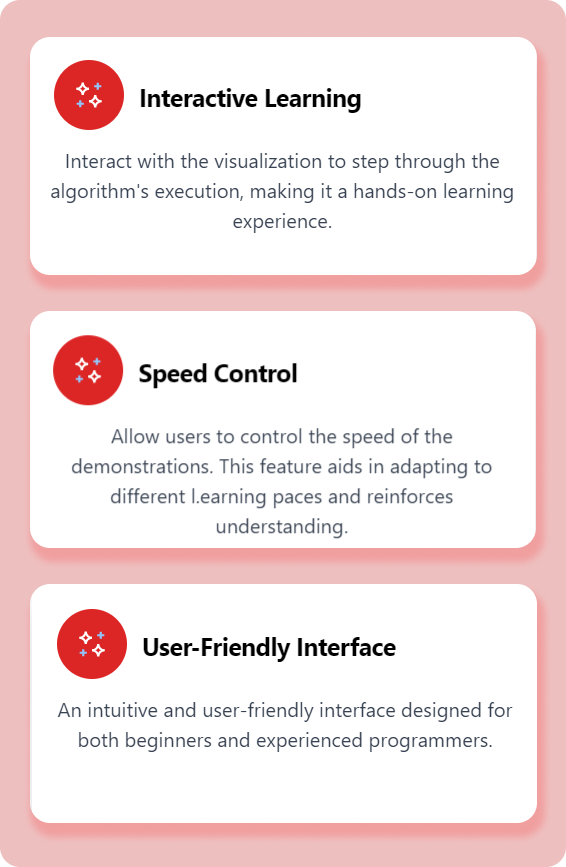 Interactive Learning
Interact with the visualization to step through the
algorithm's execution, making it a hands-on learning
experience.
Speed Control
Allow users to control the speed of the
demonstrations. This feature aids in adapting to
different l.earning paces and reinforces
understanding.
User-Friendly Interface
An intuitive and user-friendly interface designed for
both beginners and experienced programmers.